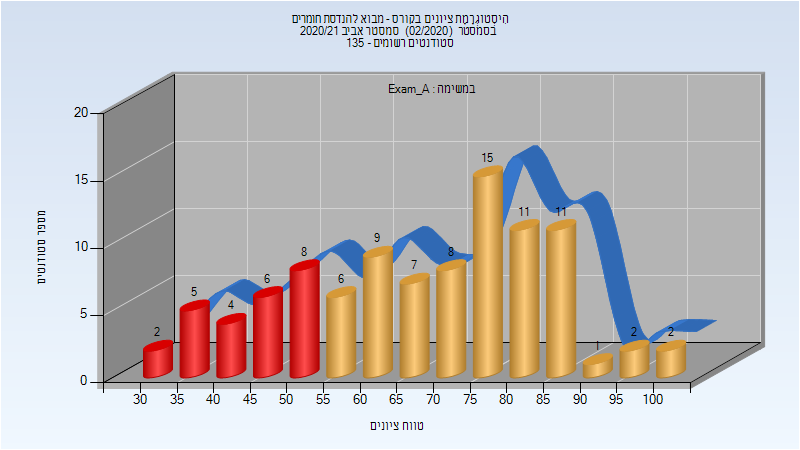 היסטוגרמת ציונים בקורס - מבוא להנדסת חומרים
בסמסטר (02/2020) סמסטר אביב 2020/21
סטודנטים רשומים - 135
במשימה : Exam_A
מספר סטודנטים
20
15
10
5
0
2
5
4
6
8
6
9
7
8
15
11
11
1
2
2
30 35 40 45 50 55 60 65 70 75 80 85 90 95 100
טווח ציונים